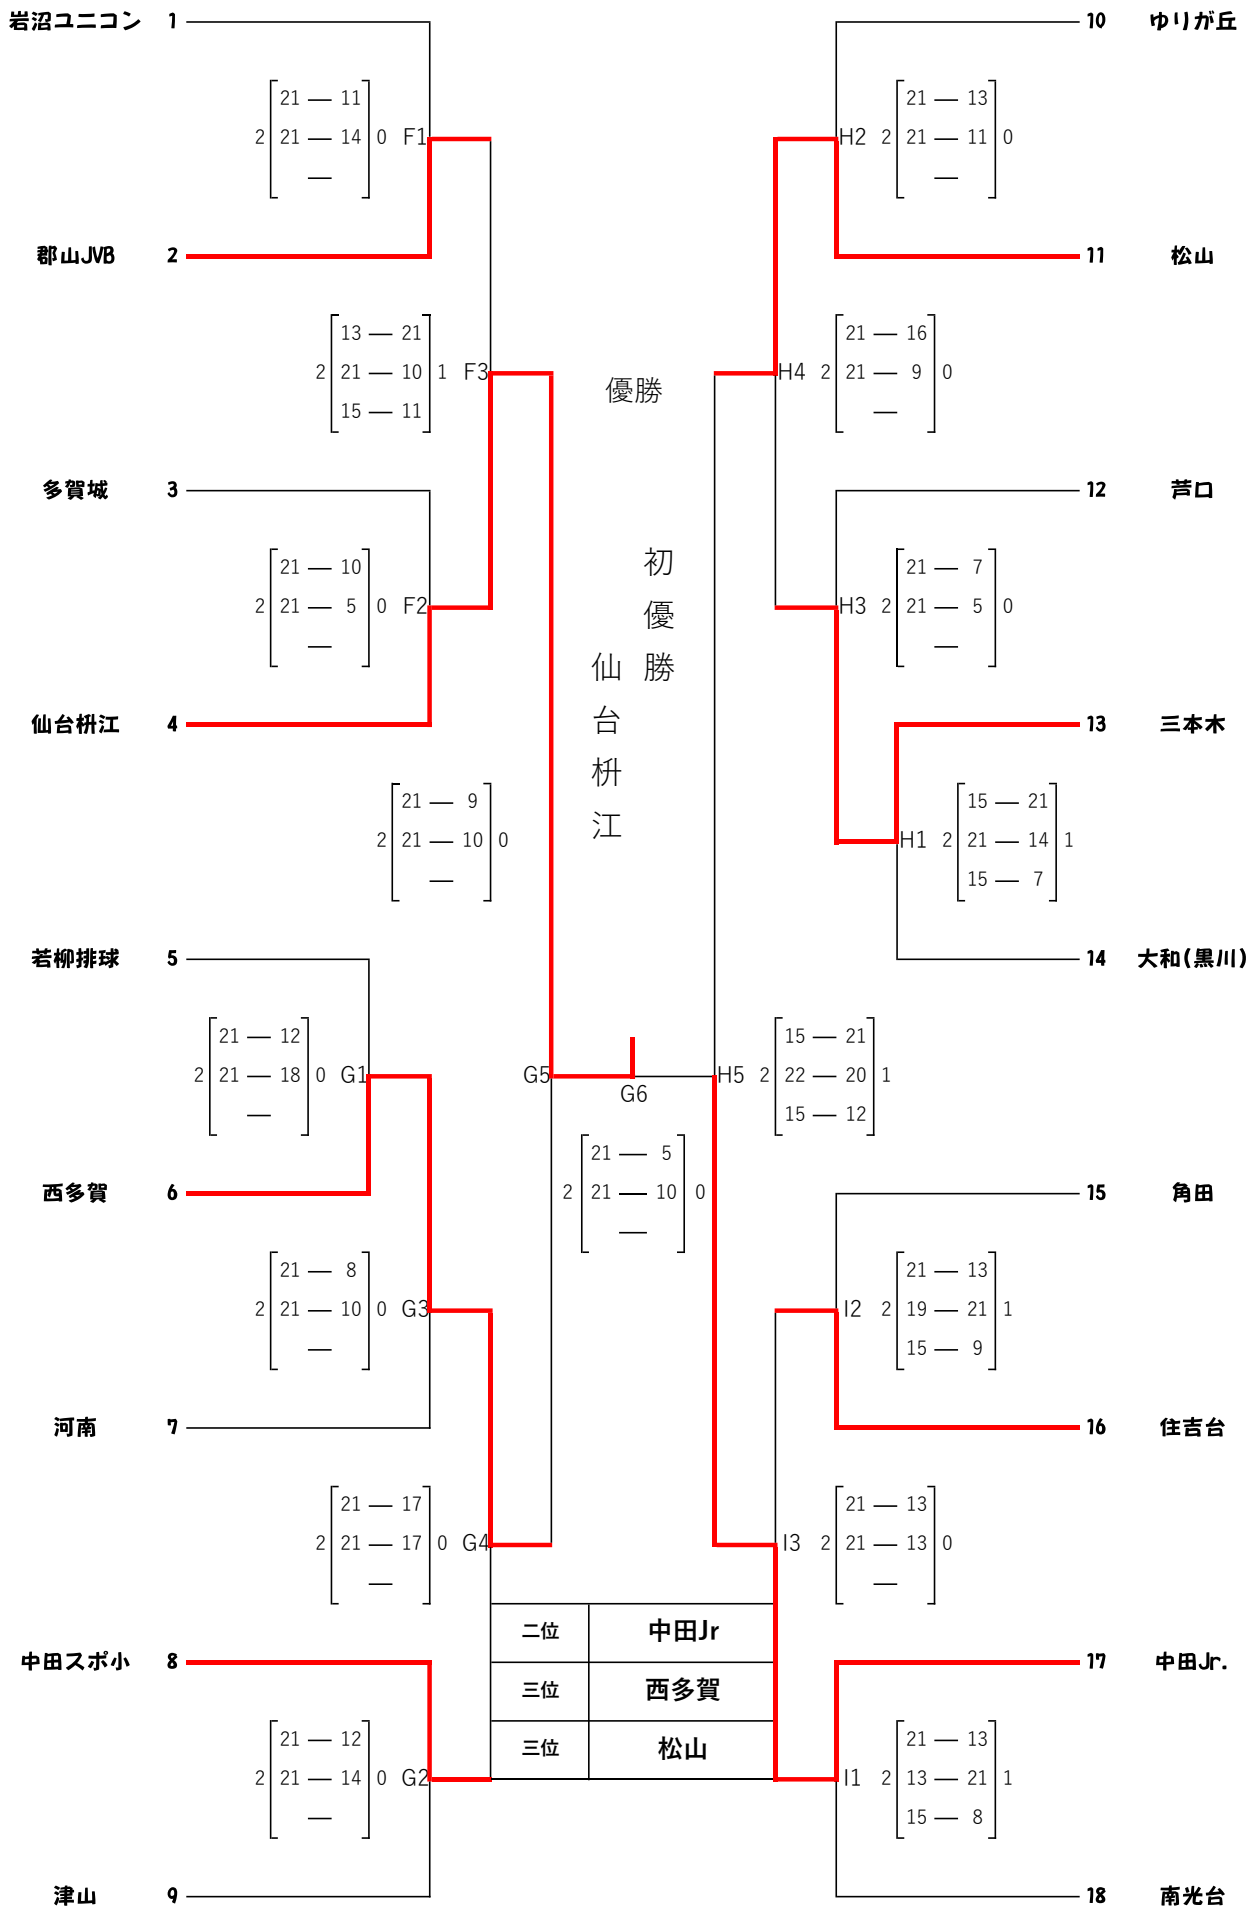 岩沼ユニコン 1
10 ゆりが丘
21 — 11
2 21 — 14 0 F1
—
H2 2 21 — 13
21 — 11 0
—
郡山JVB 2
11 松山
13 — 21
2 21 — 10 1 F3
15 — 11
優勝
21 — 16
H4 2 21 — 9 0
—
多賀城 3
12 芦口
初優勝
仙台枡江
21 — 10
2 21 — 5 0 F2
—
21 — 7
H3 2 21 — 5 0
—
仙台枡江 4
13 三本木
21 — 9
2 21 — 10 0
—
15 — 21
H1 2 21 — 14 1
15 — 7
若柳排球 5
14 大和(黒川)
21 — 12
2 21 — 18 0 G1
—
G5
G6
15 — 21
H5 2 22 — 20 1
15 — 12
21 — 5
2 21 — 10 0
—
西多賀 6
15 角田
21 — 8
2 21 — 10 0 G3
—
21 — 13
I2 2 19 — 21 1
15 — 9
河南 7
16 住吉台
21 — 17
2 21 — 17 0 G4
—
21 — 13
I3 2 21 — 13 0
—
二位 中田Jr
三位 西多賀
三位 松山
中田スポ小 8
17 中田Jr.
21 — 12
2 21 — 14 0 G2
—
21 — 13
I1 2 13 — 21 1
15 — 8
津山 9
18 南光台